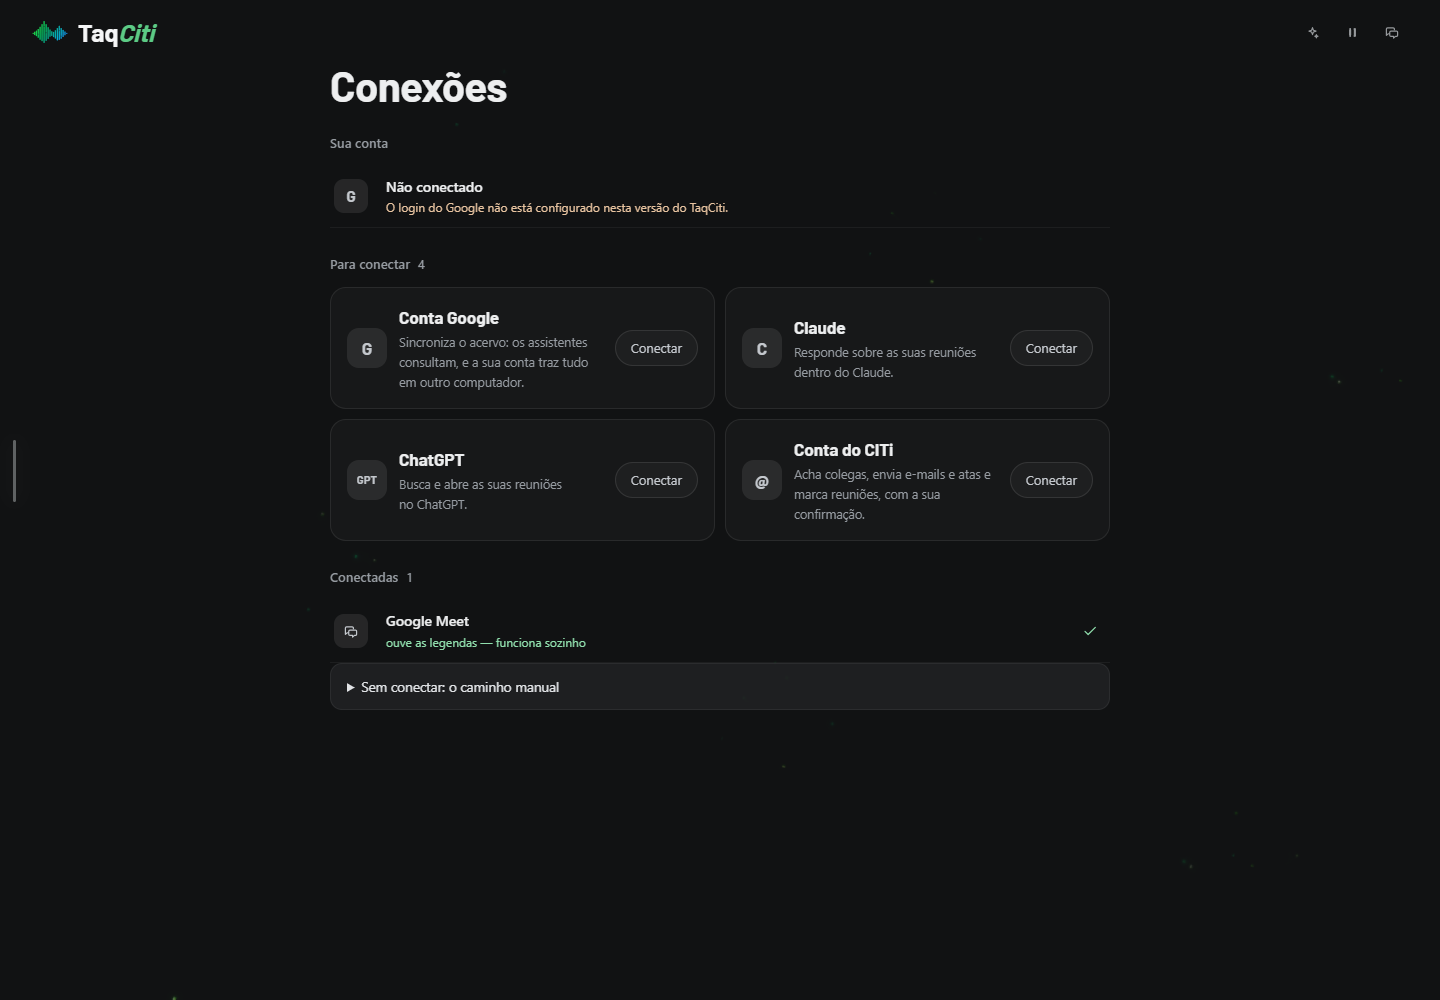 TaqCiti
Conexões
Sua conta
G
Não conectado
O login do Google não está configurado nesta versão do TaqCiti.
Para conectar 4
G
Conta Google
Sincroniza o acervo: os assistentes
consultam, e a sua conta traz tudo
em outro computador.
Conectar
C
Claude
Responde sobre as suas reuniões
dentro do Claude.
Conectar
GPT
ChatGPT
Busca e abre as suas reuniões
no ChatGPT.
Conectar
@
Conta do CITi
Acha colegas, envia e-mails e atas e
marca reuniões, com a sua
confirmação.
Conectar
Conectadas 1
Google Meet
ouve as legendas — funciona sozinho
Sem conectar: o caminho manual